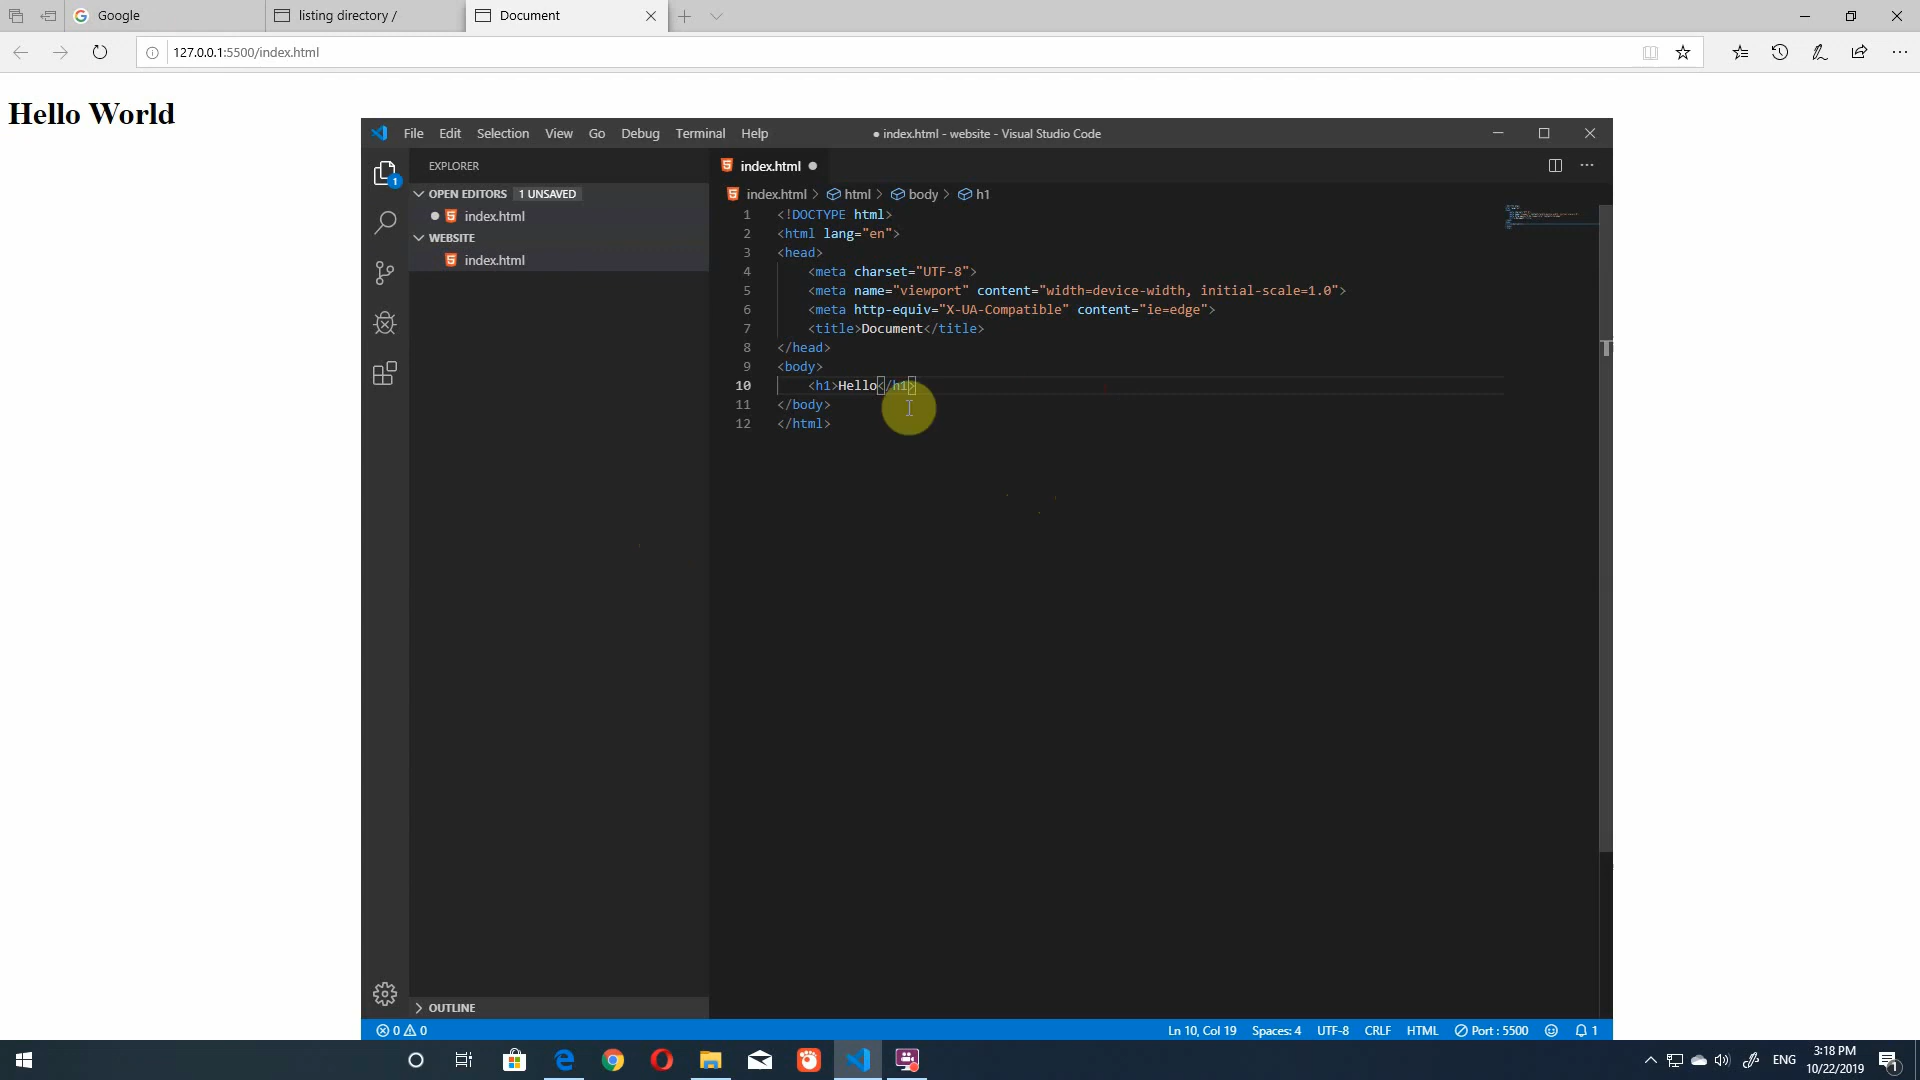 Google
listing directory /
Document
127.0.0.1:5500/index.html
Hello World
File Edit Selection View Go Debug Terminal Help
● index.html - website - Visual Studio Code
EXPLORER
OPEN EDITORS 1 UNSAVED
index.html
WEBSITE
index.html
OUTLINE
index.html
index.html > html > body > h1
1 <!DOCTYPE html>
2 <html lang="en">
3 <head>
4 <meta charset="UTF-8">
5 <meta name="viewport" content="width=device-width, initial-scale=1.0">
6 <meta http-equiv="X-UA-Compatible" content="ie=edge">
7 <title>Document</title>
8 </head>
9 <body>
10 <h1>Hello</h1>
11 </body>
12 </html>
1
0 0
Ln 10, Col 19 Spaces: 4 UTF-8 CRLF HTML Port : 5500 1
ENG
3:18 PM
10/22/2019
1